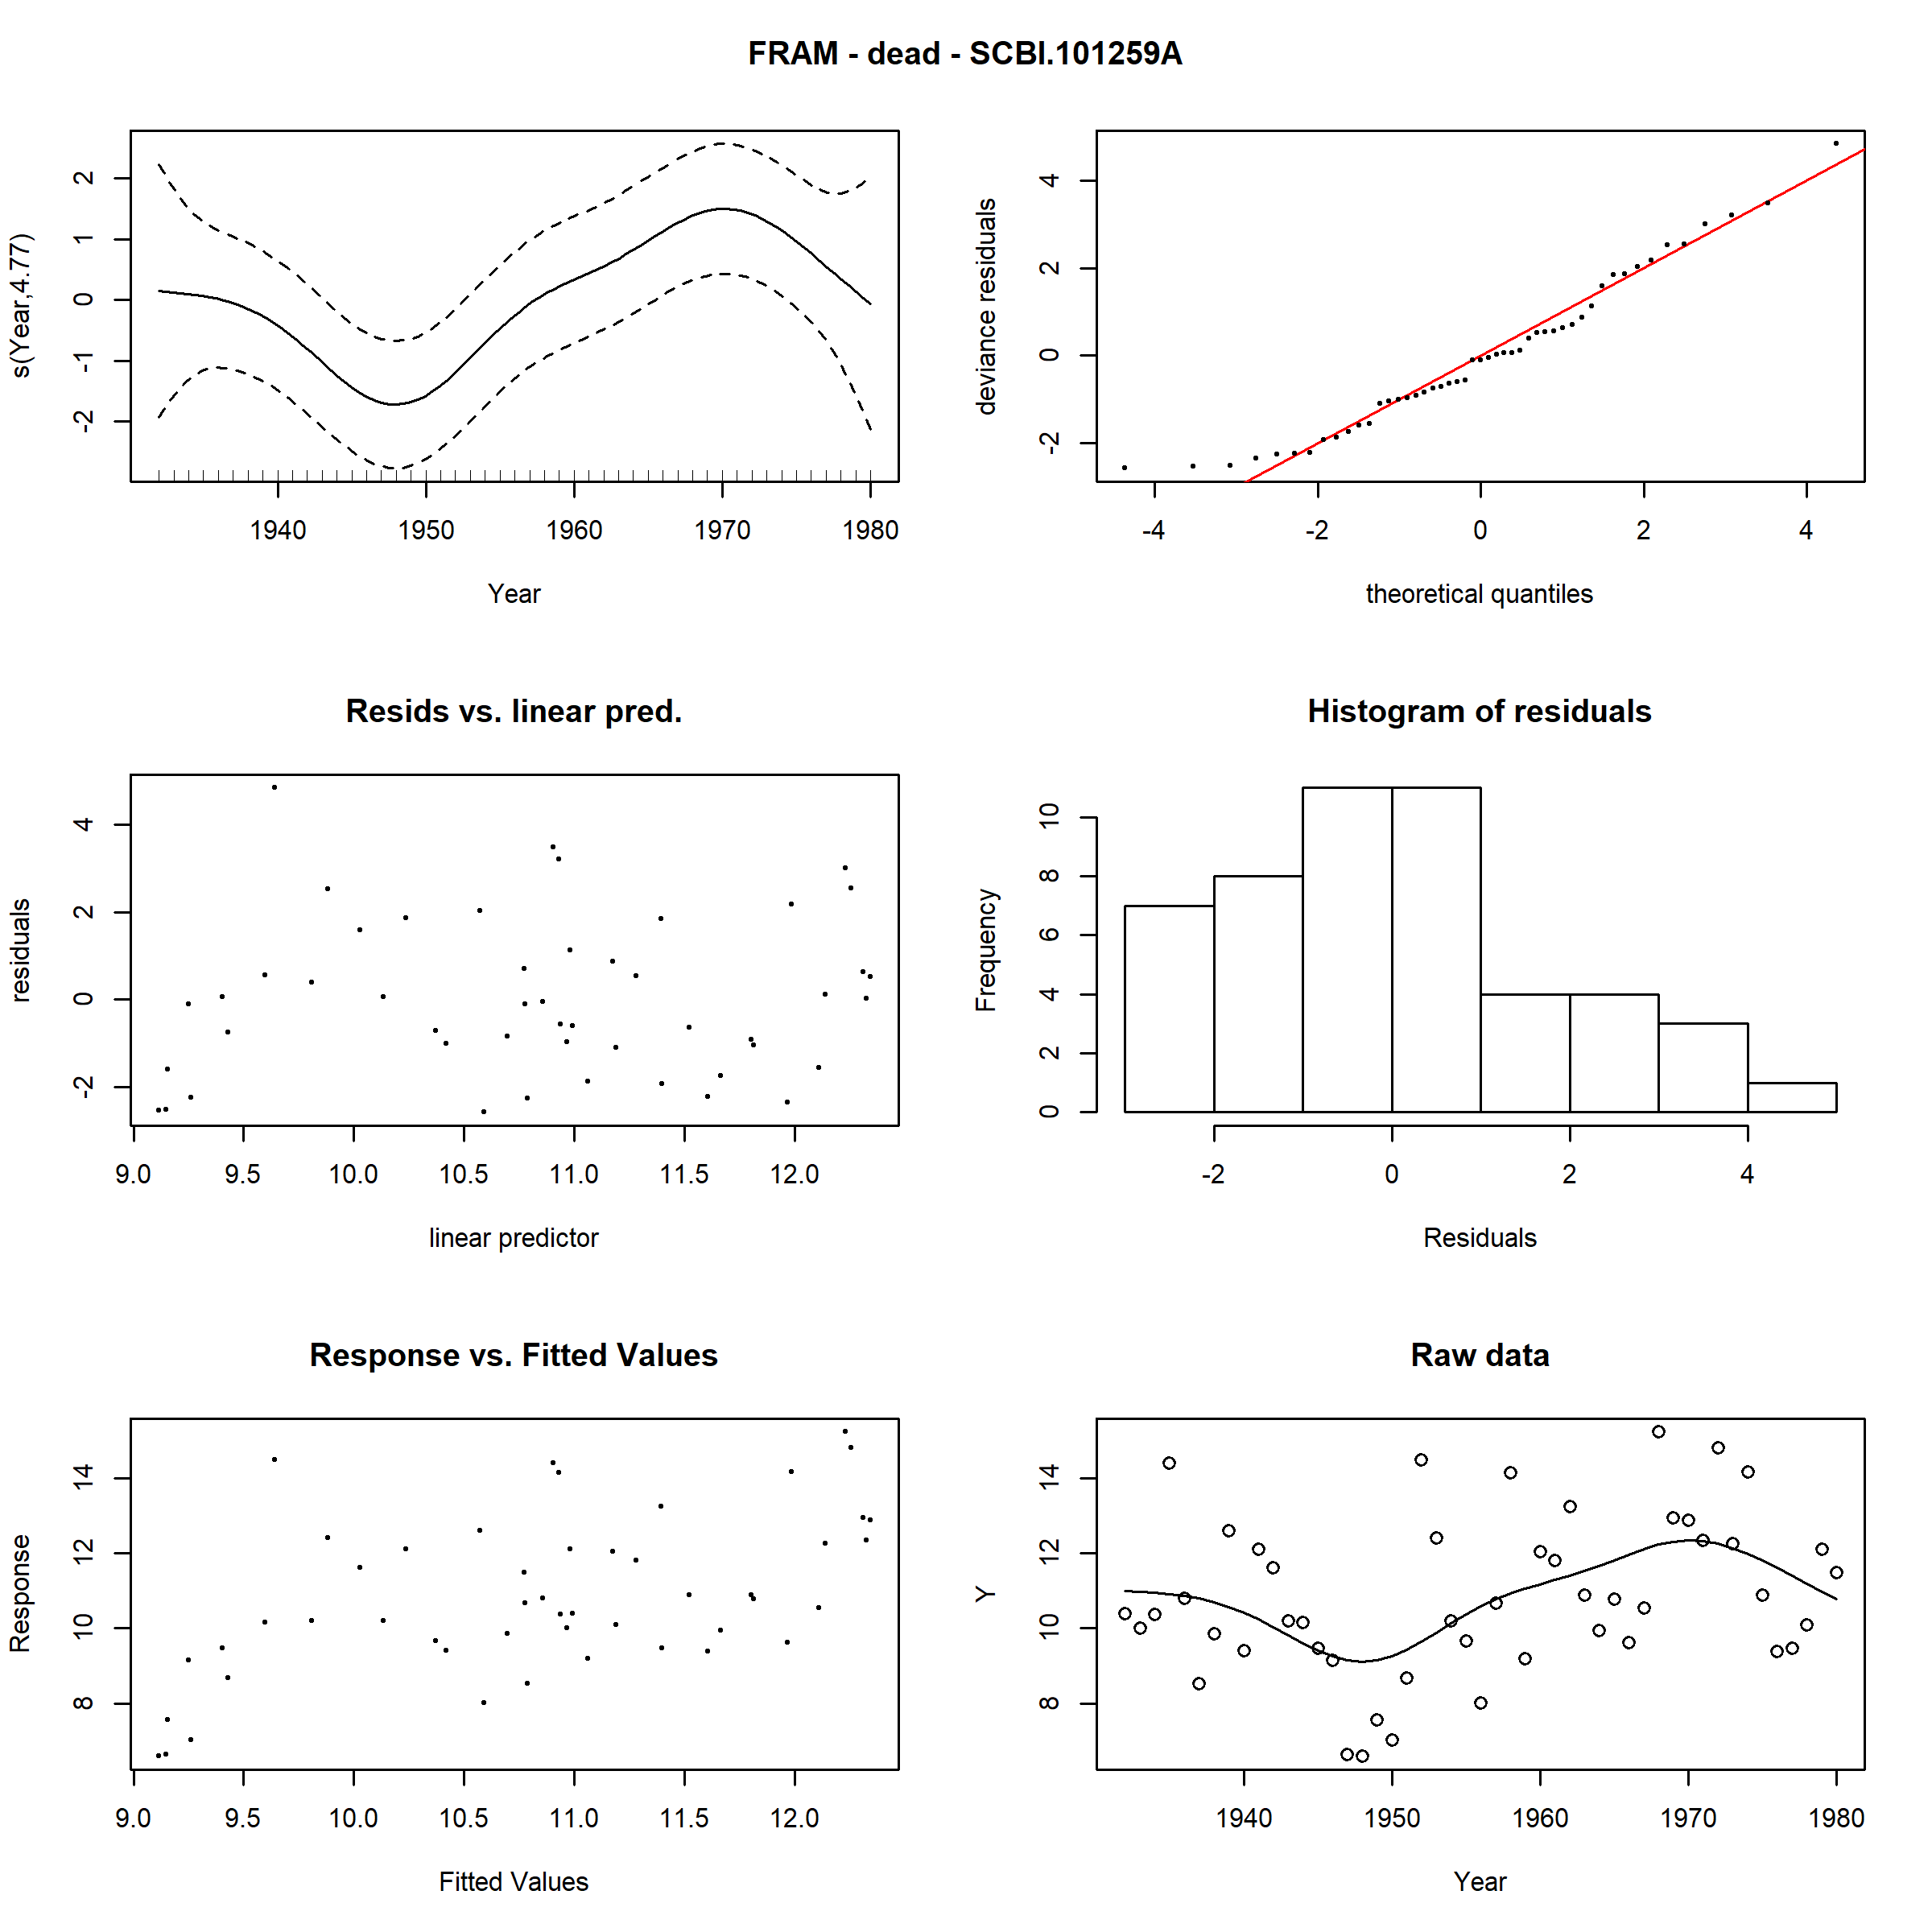 FRAM - dead - SCBI.101259A
s(Year,4.77)
2
1
0
-1
-2
1940 1950 1960 1970 1980
Year
deviance residuals
4
2
0
-2
-4 -2 0 2 4
theoretical quantiles
Resids vs. linear pred.
residuals
4
2
0
-2
9.0 9.5 10.0 10.5 11.0 11.5 12.0
linear predictor
Histogram of residuals
Frequency
10
8
6
4
2
0
-2 0 2 4
Residuals
Response vs. Fitted Values
Response
14
12
10
8
9.0 9.5 10.0 10.5 11.0 11.5 12.0
Fitted Values
Raw data
Y
14
12
10
8
1940 1950 1960 1970 1980
Year